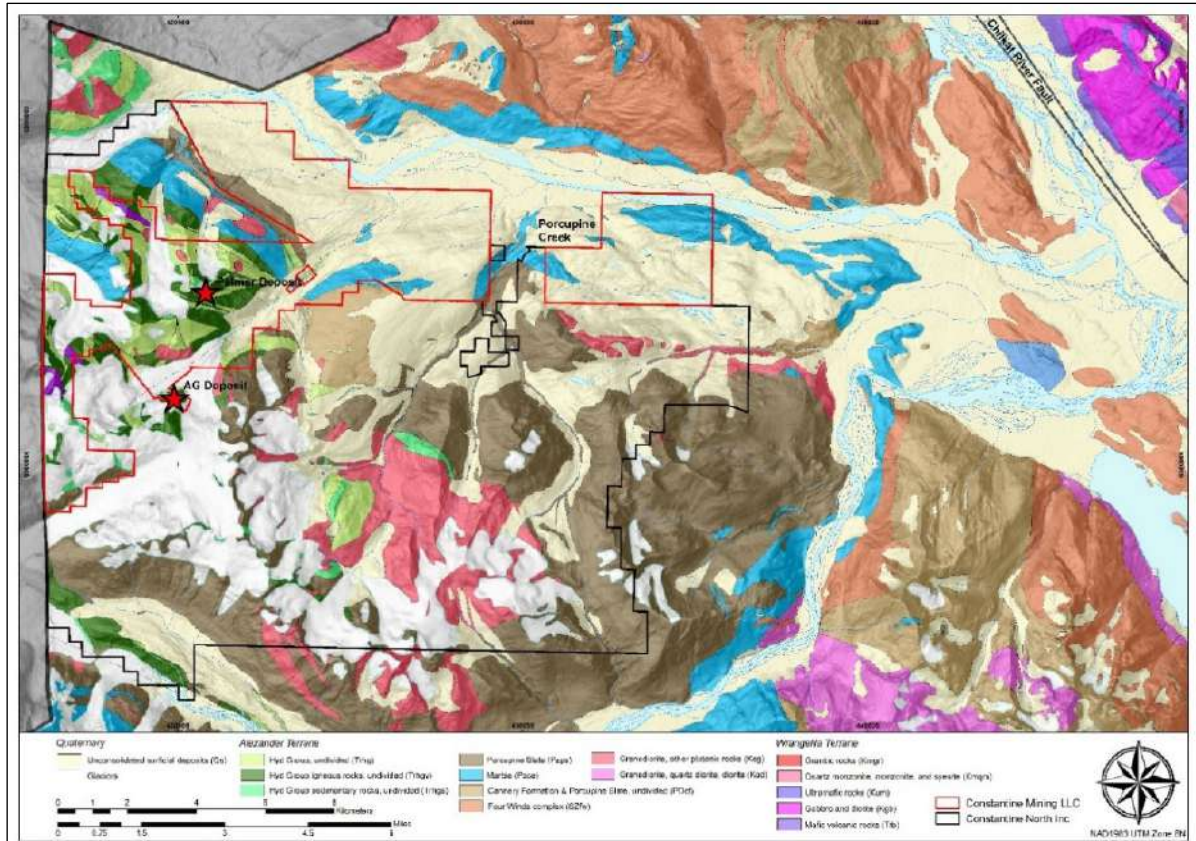 Chilkat River Fault
Porcupine
Creek
Palmer Deposit
AG Deposit
Quaternary
Unconsolidated surficial deposits (Qs)
Glaciers
Alexander Terrane
Hyd Group, undivided (Trhg)
Hyd Group igneous rocks, undivided (Trhgv)
Hyd Group sedimentary rocks, undivided (Trhgs)
Porcupine Slate (Paps)
Marble (Pace)
Cannery Formation & Porcupine Slate, undivided (PDcf)
Four Winds complex (SZfw)
Granodiorite, other plutonic rocks (Keg)
Granodiorite, quartz diorite, diorite (Kad)
Wrangellia Terrane
Granitic rocks (Kmgr)
Quartz monzonite, monzonite, and syenite (Kmqm)
Ultramafic rocks (Kum)
Gabbro and diorite (Kgb)
Mafic volcanic rocks (Trb)
Constantine Mining LLC
Constantine North Inc
0 1 2 4 6 8
Kilometers
0 0.75 1.5 3 4.5 6
Miles
NAD1983 UTM Zone 8N